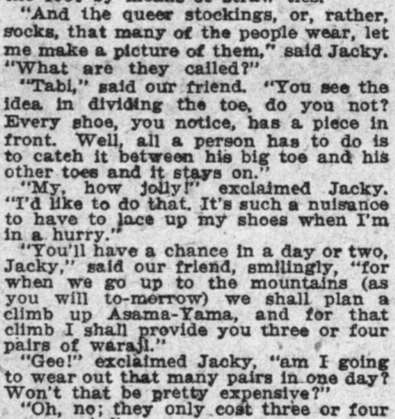 "And the queer stockings, or, rather,
socks, that many of the people wear, let
me make a picture of them," said Jacky.
"What are they called?"
"Tabi," said our friend. "You see the
idea in dividing the toe, do you not?
Every shoe, you notice, has a piece in
front. Well, all a person has to do is
to catch it between his big toe and his
other toes and it stays on."
"My, how jolly!" exclaimed Jacky.
"I'd like to do that. It's such a nuisance
to have to lace up my shoes when I'm
in a hurry."
"You'll have a chance in a day or two,
Jacky," said our friend, smilingly, "for
when we go up to the mountains (as
you will to-morrow) we shall plan a
climb up Asama-Yama, and for that
climb I shall provide you three or four
pairs of waraji."
"Gee!" exclaimed Jacky, "am I going
to wear out that many pairs in one day?
Won't that be pretty expensive?"
"Oh, no; they only cost three or four